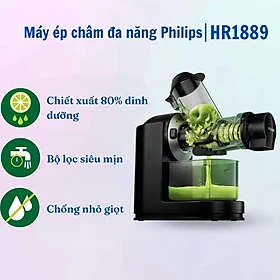 Máy ép chậm đa năng Philips|HR1889
Chiết xuất 80% dinh
dưỡng
Bộ lọc siêu mịn
Chống nhỏ giọt